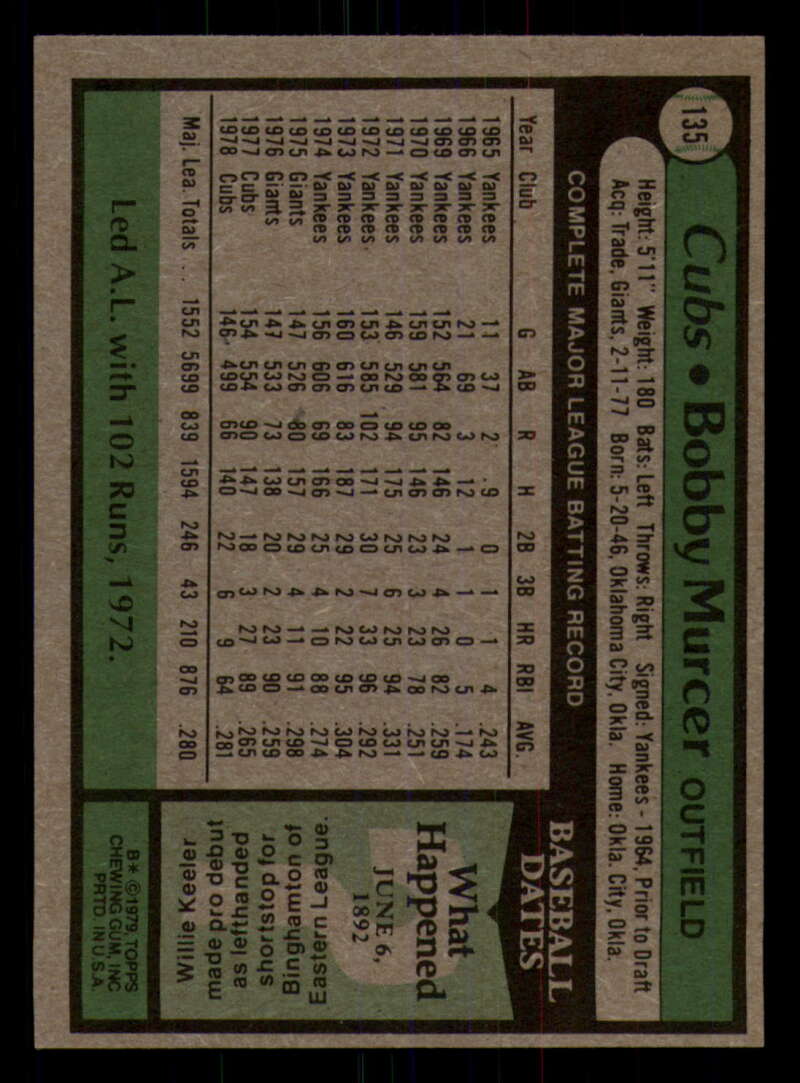 135
Cubs • Bobby Murcer OUTFIELD
Height: 5'11" Weight: 180 Bats: Left Throws: Right Signed: Yankees - 1964, Prior to Draft
Acq: Trade, Giants, 2-11-77 Born: 5-20-46, Oklahoma City, Okla. Home: Okla. City, Okla.
COMPLETE MAJOR LEAGUE BATTING RECORD
Year Club G AB R H 2B 3B HR RBI AVG.
1965 Yankees 11 37 2 9 0 1 1 4 .243
1966 Yankees 21 69 3 12 1 1 0 5 .174
1969 Yankees 152 564 82 146 24 4 26 82 .259
1970 Yankees 159 581 95 146 23 3 23 78 .251
1971 Yankees 146 529 94 175 25 6 25 94 .331
1972 Yankees 153 585 102 171 30 7 33 96 .292
1973 Yankees 160 616 83 187 29 2 22 95 .304
1974 Yankees 156 606 69 166 25 4 10 88 .274
1975 Giants 147 526 80 157 29 4 11 91 .298
1976 Giants 147 533 73 138 20 2 23 90 .259
1977 Cubs 154 554 90 147 18 3 27 89 .265
1978 Cubs 146 499 66 140 22 6 9 64 .281
Maj. Lea. Totals ... 1552 5699 839 1594 246 43 210 876 .280
Led A.L. with 102 Runs, 1972.
BASEBALL
DATES
What
Happened
JUNE 6,
1892
Willie Keeler
made pro debut
as lefthanded
shortstop for
Binghamton of
Eastern League.
B* ©1979 TOPPS
CHEWING GUM, INC
PRTD. IN U.S.A.